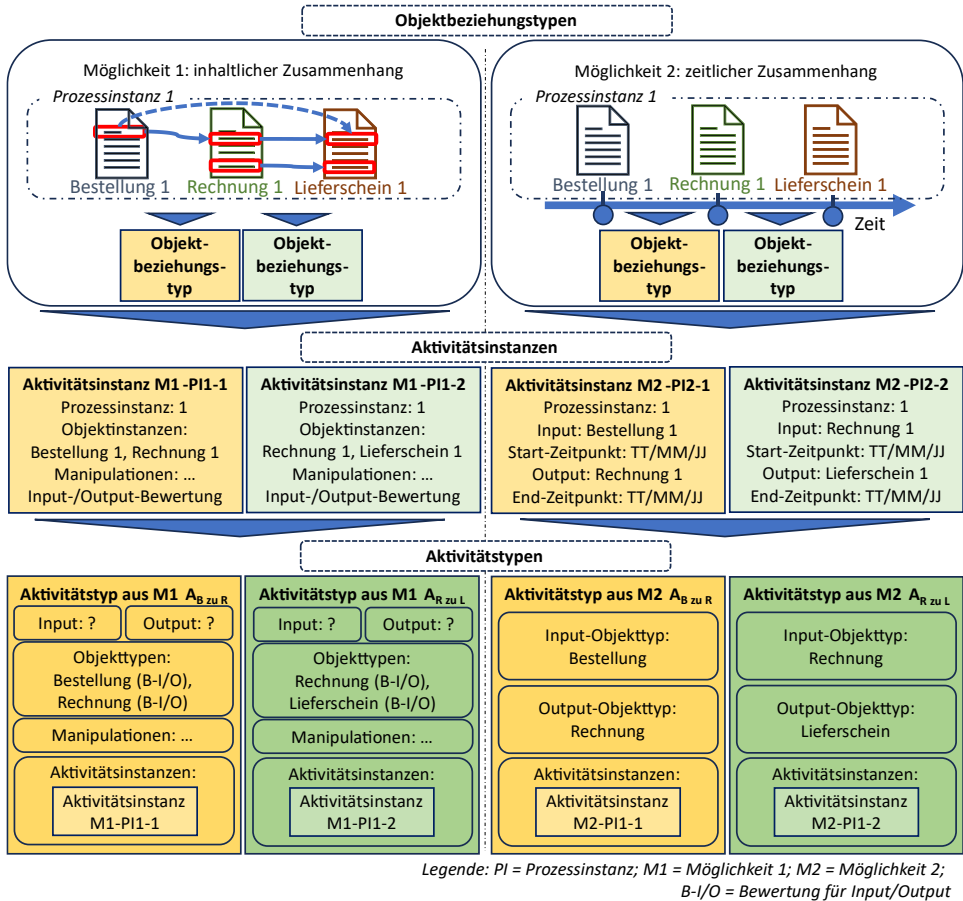 Objektbeziehungstypen
Möglichkeit 1: inhaltlicher Zusammenhang
Prozessinstanz 1
Bestellung 1
Rechnung 1
Lieferschein 1
Objekt-
beziehungs-
typ
Objekt-
beziehungs-
typ
Möglichkeit 2: zeitlicher Zusammenhang
Prozessinstanz 1
Bestellung 1
Rechnung 1
Lieferschein 1
Zeit
Objekt-
beziehungs-
typ
Objekt-
beziehungs-
typ
Aktivitätsinstanzen
Aktivitätsinstanz M1-PI1-1
Prozessinstanz: 1
Objektinstanzen:
Bestellung 1, Rechnung 1
Manipulationen: ...
Input-/Output-Bewertung
Aktivitätsinstanz M1-PI1-2
Prozessinstanz: 1
Objektinstanzen:
Rechnung 1, Lieferschein 1
Manipulationen: ...
Input-/Output-Bewertung
Aktivitätsinstanz M2-PI2-1
Prozessinstanz: 1
Input: Bestellung 1
Start-Zeitpunkt: TT/MM/JJ
Output: Rechnung 1
End-Zeitpunkt: TT/MM/JJ
Aktivitätsinstanz M2-PI2-2
Prozessinstanz: 1
Input: Rechnung 1
Start-Zeitpunkt: TT/MM/JJ
Output: Lieferschein 1
End-Zeitpunkt: TT/MM/JJ
Aktivitätstypen
Aktivitätstyp aus M1 A B zu R
Input: ?
Output: ?
Objekttypen:
Bestellung (B-I/O),
Rechnung (B-I/O)
Manipulationen: ...
Aktivitätsinstanzen:
Aktivitätsinstanz
M1-PI1-1
Aktivitätstyp aus M1 A R zu L
Input: ?
Output: ?
Objekttypen:
Rechnung (B-I/O),
Lieferschein (B-I/O)
Manipulationen: ...
Aktivitätsinstanzen:
Aktivitätsinstanz
M1-PI1-2
Aktivitätstyp aus M2 A B zu R
Input-Objekttyp:
Bestellung
Output-Objekttyp:
Rechnung
Aktivitätsinstanzen:
Aktivitätsinstanz
M2-PI1-1
Aktivitätstyp aus M2 A R zu L
Input-Objekttyp:
Rechnung
Output-Objekttyp:
Lieferschein
Aktivitätsinstanzen:
Aktivitätsinstanz
M2-PI1-2
Legende: PI = Prozessinstanz; M1 = Möglichkeit 1; M2 = Möglichkeit 2;
B-I/O = Bewertung für Input/Output